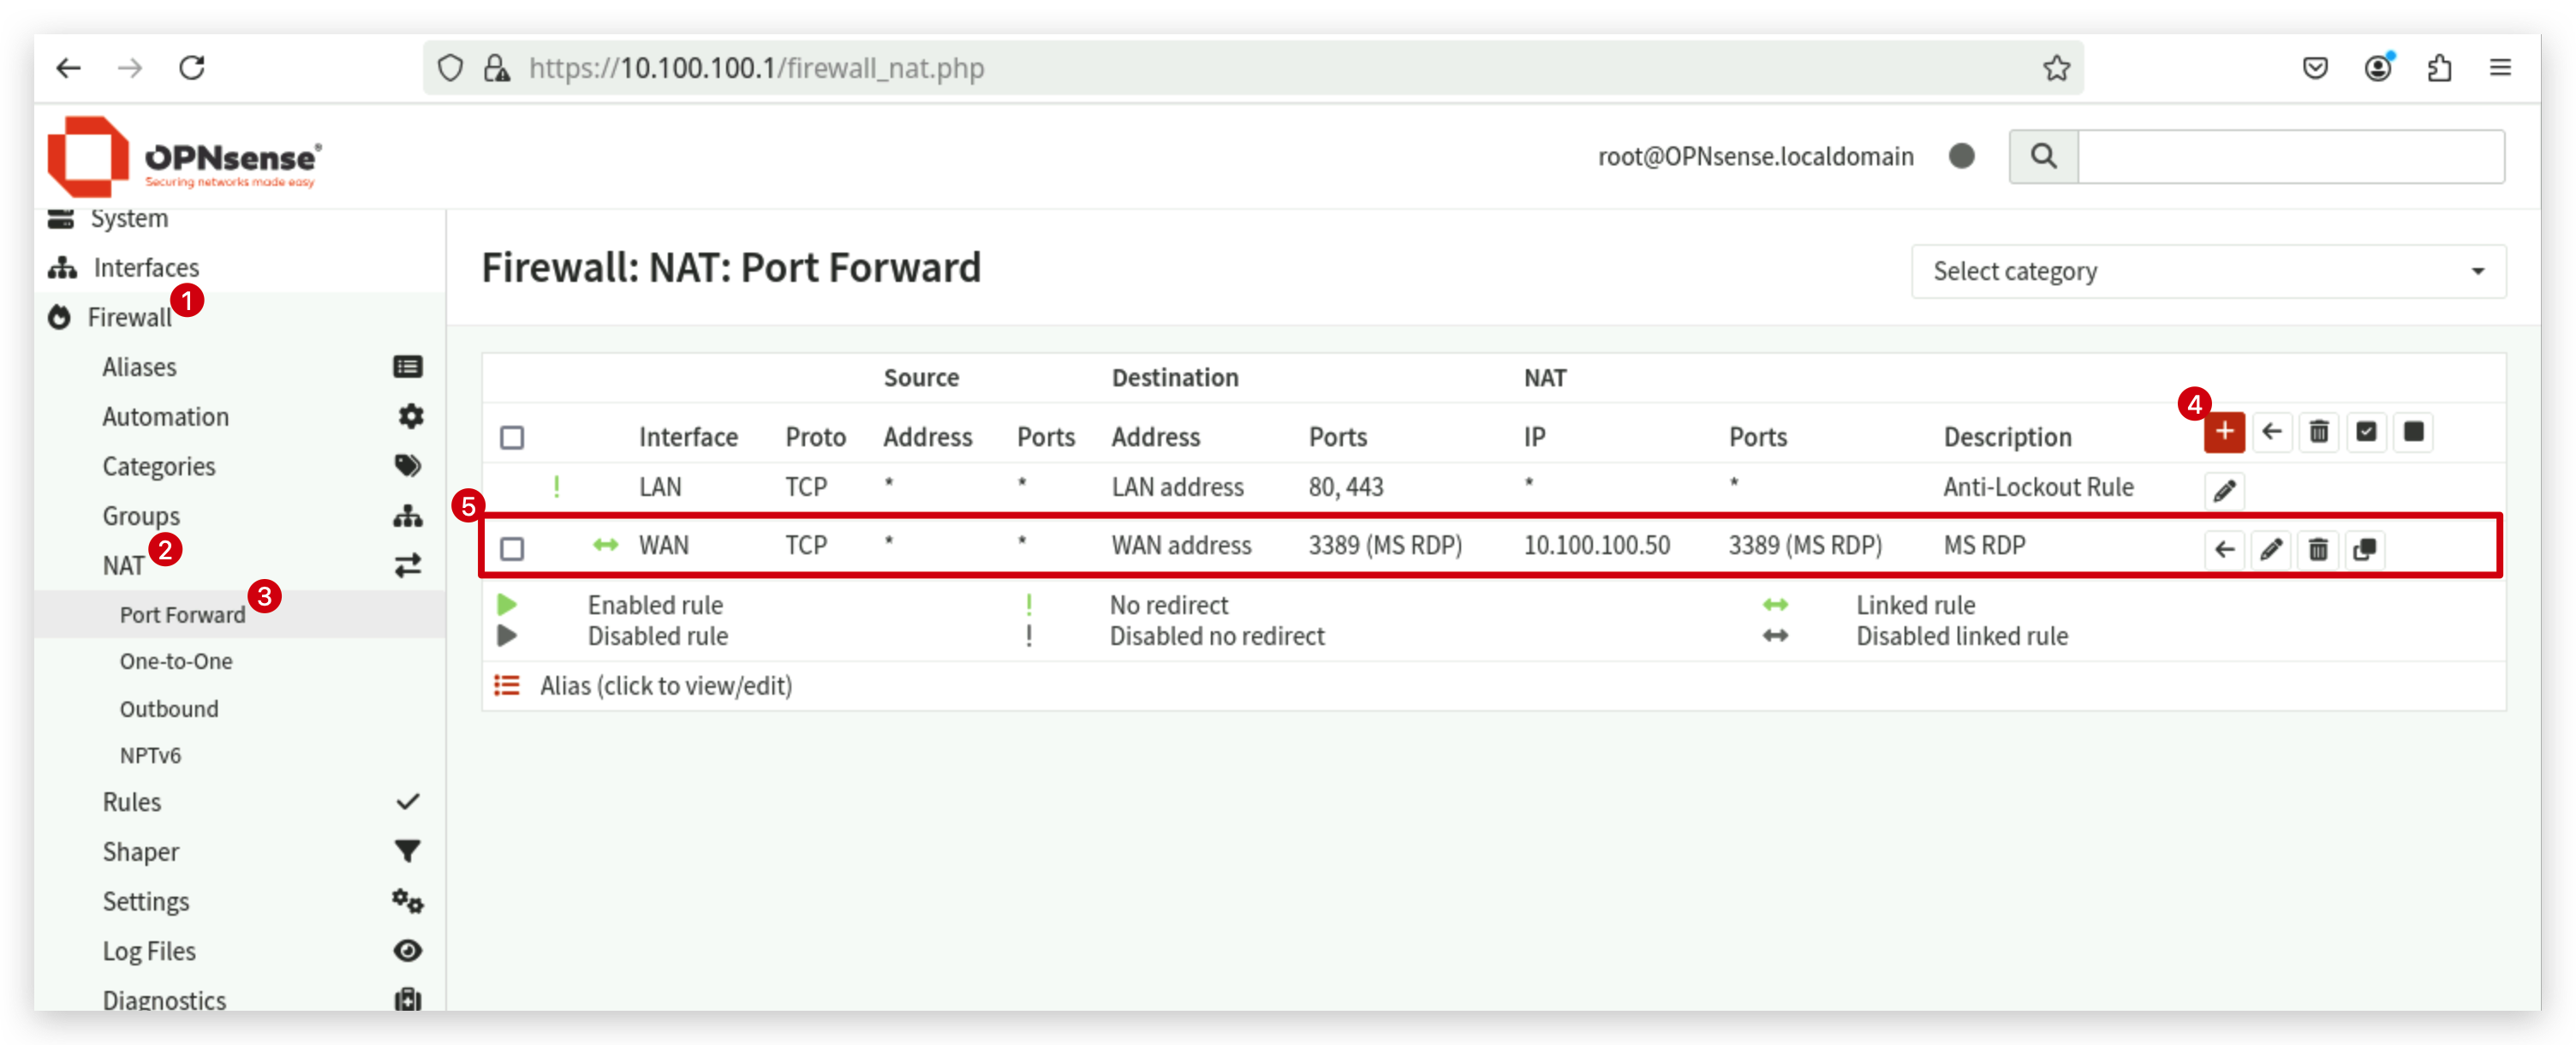 https://10.100.100.1/firewall_nat.php
OPNsense®
Securing networks made easy
root@OPNsense.localdomain
System
Interfaces
1
Firewall
Aliases
Automation
Categories
Groups
NAT 2
Port Forward 3
One-to-One
Outbound
NPTv6
Rules
Shaper
Settings
Log Files
Diagnostics
Firewall: NAT: Port Forward
Select category
Source Destination NAT
4
Interface Proto Address Ports Address Ports IP Ports Description
! LAN TCP * * LAN address 80, 443 * * Anti-Lockout Rule
5
WAN TCP * * WAN address 3389 (MS RDP) 10.100.100.50 3389 (MS RDP) MS RDP
Enabled rule ! No redirect Linked rule
Disabled rule ! Disabled no redirect Disabled linked rule
Alias (click to view/edit)